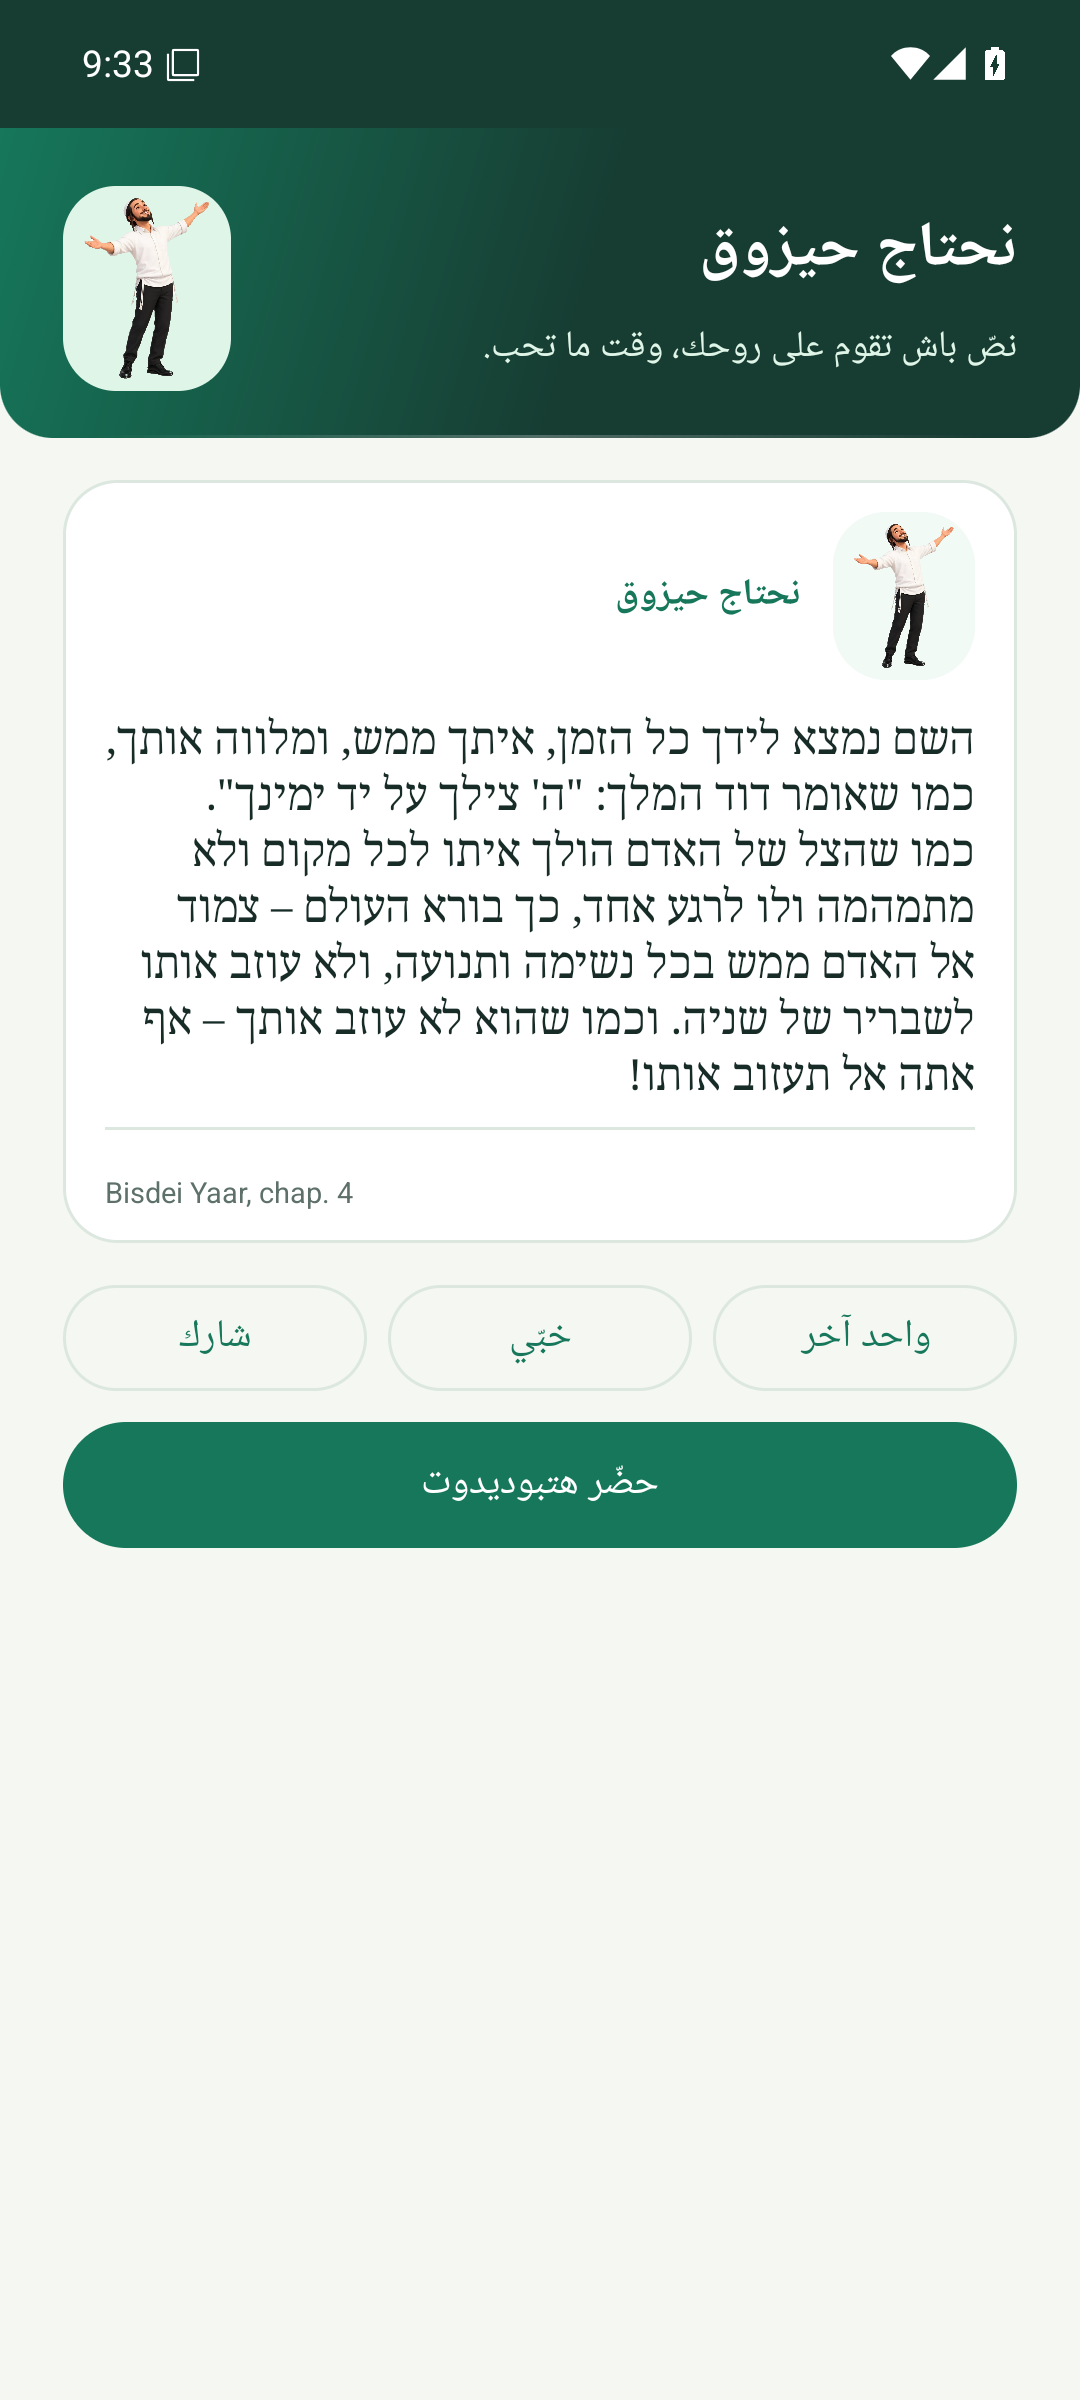 9:33
نحتاج حيزوق
نصّ باش تقوم على روحك، وقت ما تحب.
نحتاج حيزوق
השם נמצא לידך כל הזמן, איתך ממש, ומלווה אותך,
כמו שאומר דוד המלך: "ה' צילך על יד ימינך".
כמו שהצל של האדם הולך איתו לכל מקום ולא
מתמהמה ולו לרגע אחד, כך בורא העולם – צמוד
אל האדם ממש בכל נשימה ותנועה, ולא עוזב אותו
לשבריר של שניה. וכמו שהוא לא עוזב אותך – אף
אתה אל תעזוב אותו!
Bisdei Yaar, chap. 4
واحد آخر
خبّي
شارك
حضّر هتبوديدوت